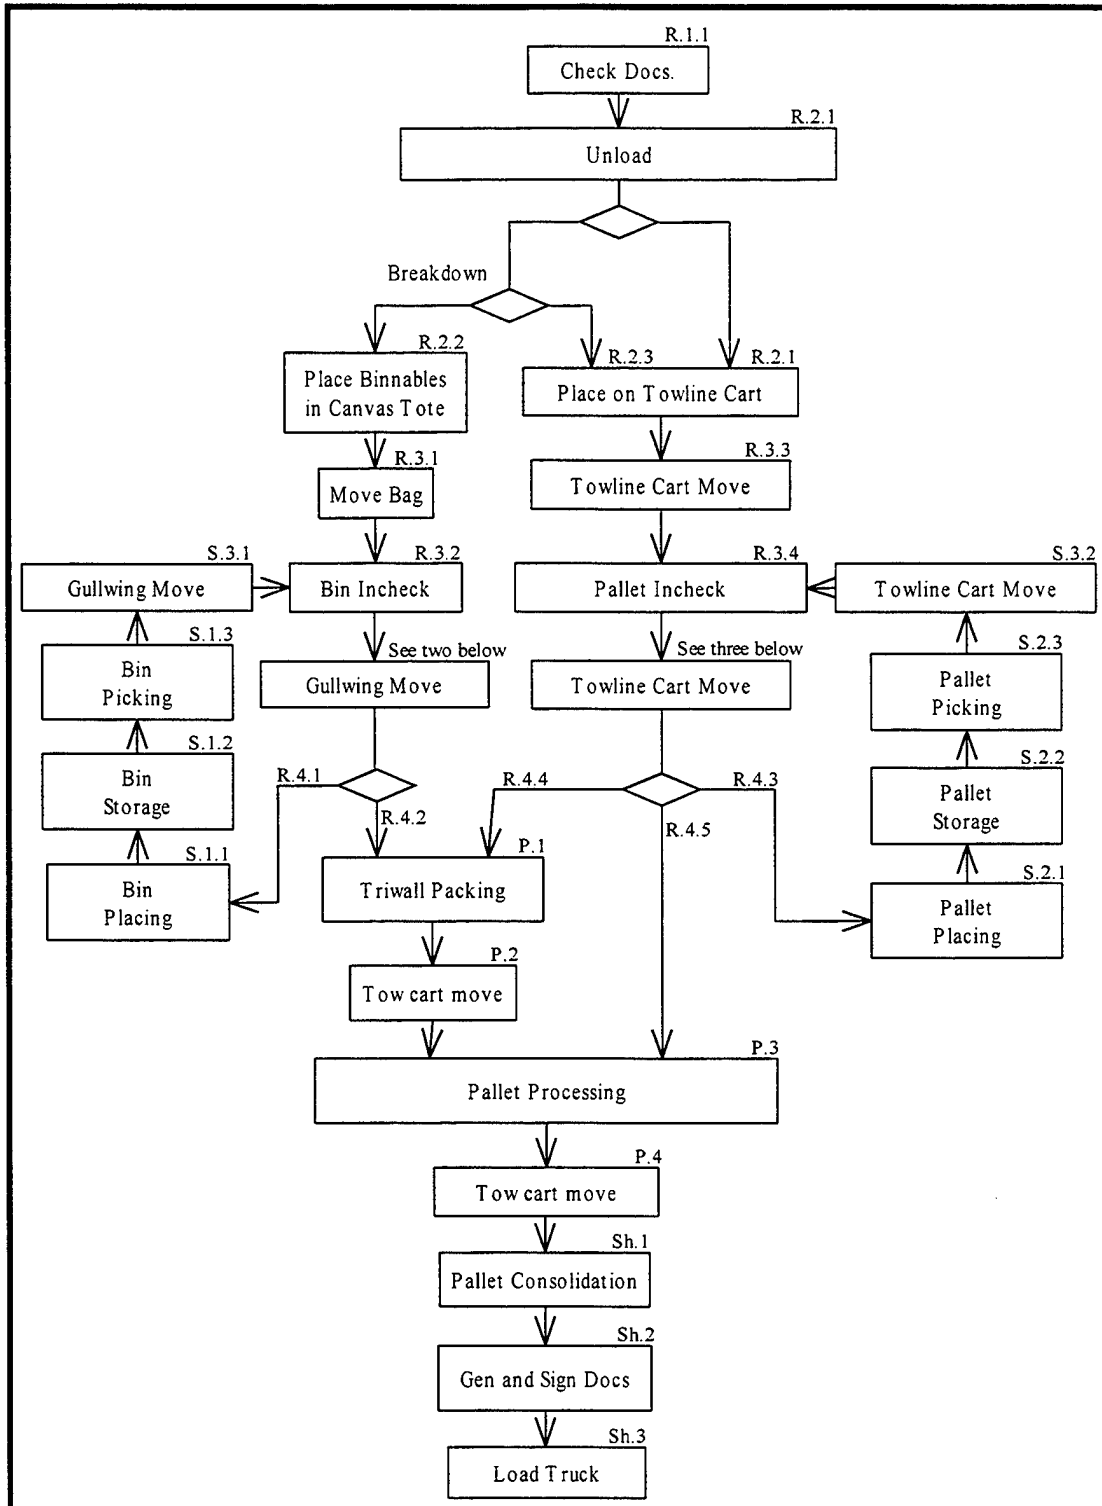 R.1.1
Check Docs.
R.2.1
Unload
Breakdown
R.2.2
Place Binnables
in Canvas Tote
R.2.3
R.2.1
Place on Towline Cart
R.3.1
Move Bag
R.3.3
Towline Cart Move
S.3.1
Gullwing Move
R.3.2
Bin Incheck
R.3.4
Pallet Incheck
S.3.2
Towline Cart Move
S.1.3
Bin
Picking
See two below
Gullwing Move
See three below
Towline Cart Move
S.2.3
Pallet
Picking
S.1.2
Bin
Storage
R.4.1
R.4.2
R.4.4
R.4.5
R.4.3
S.2.2
Pallet
Storage
S.1.1
Bin
Placing
P.1
Triwall Packing
S.2.1
Pallet
Placing
P.2
Tow cart move
P.3
Pallet Processing
P.4
Tow cart move
Sh.1
Pallet Consolidation
Sh.2
Gen and Sign Docs
Sh.3
Load Truck